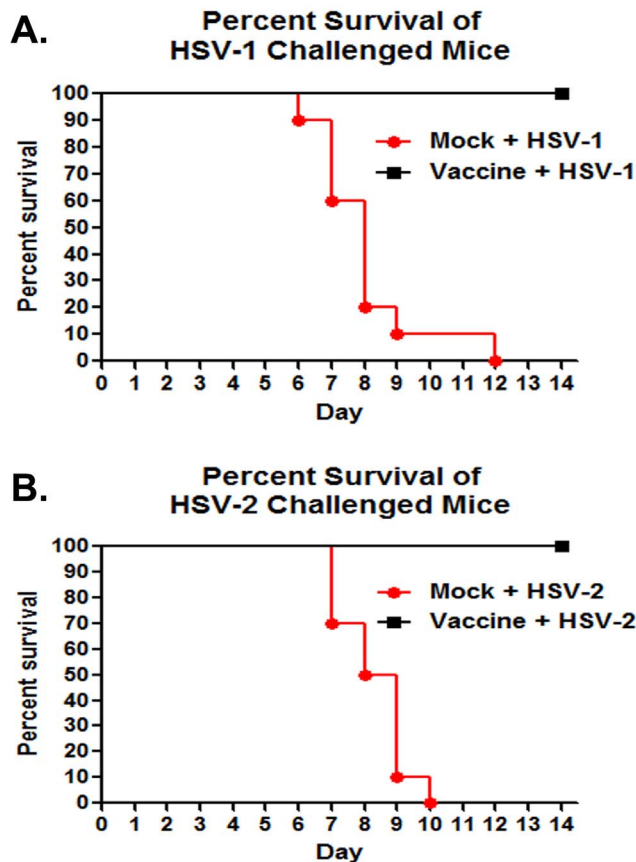 A.
Percent Survival of
HSV-1 Challenged Mice
Percent survival
100
90
80
70
60
50
40
30
20
10
0
Mock + HSV-1
Vaccine + HSV-1
0 1 2 3 4 5 6 7 8 9 10 11 12 13 14
Day
B.
Percent Survival of
HSV-2 Challenged Mice
Percent survival
100
90
80
70
60
50
40
30
20
10
0
Mock + HSV-2
Vaccine + HSV-2
0 1 2 3 4 5 6 7 8 9 10 11 12 13 14
Day